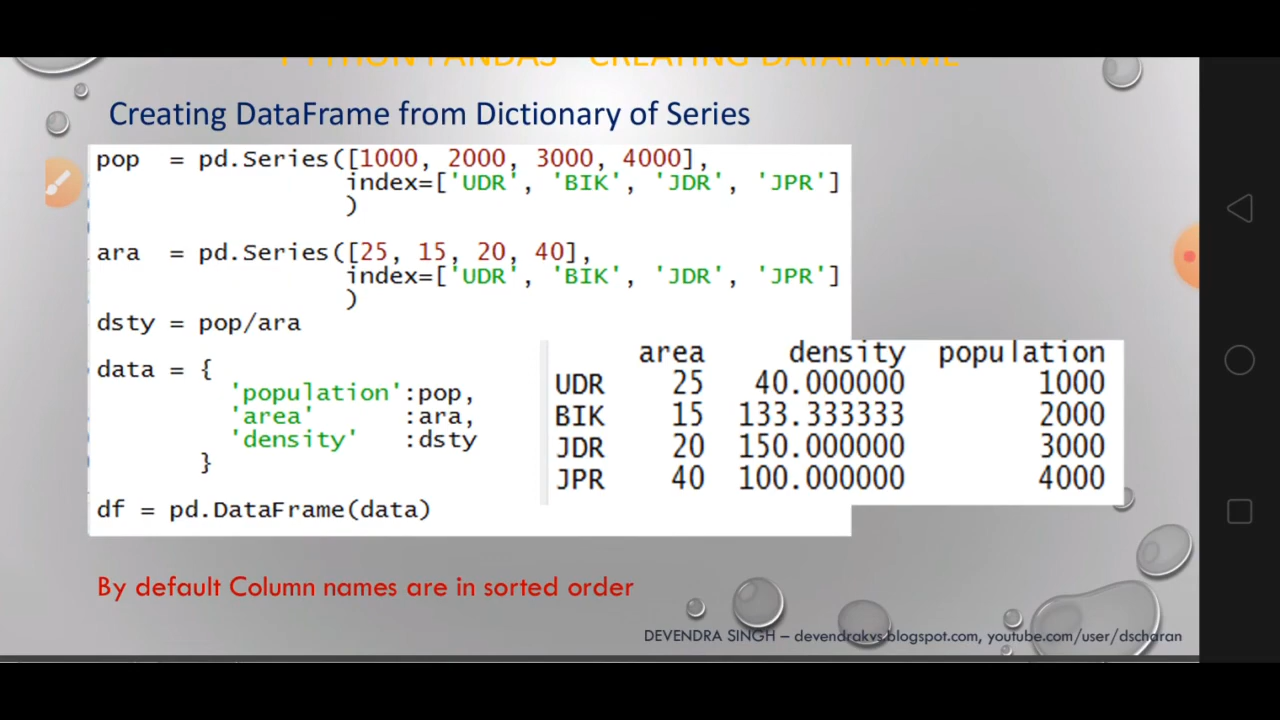 PYTHON PANDAS - CREATING DATAFRAME
Creating DataFrame from Dictionary of Series
pop = pd.Series([1000, 2000, 3000, 4000],
index=['UDR', 'BIK', 'JDR', 'JPR']
)
ara = pd.Series([25, 15, 20, 40],
index=['UDR', 'BIK', 'JDR', 'JPR']
)
dsty = pop/ara
data = {
'population':pop,
'area' :ara,
'density' :dsty
}
df = pd.DataFrame(data)
area density population
UDR 25 40.000000 1000
BIK 15 133.333333 2000
JDR 20 150.000000 3000
JPR 40 100.000000 4000
By default Column names are in sorted order
DEVENDRA SINGH – devendrakvs.blogspot.com, youtube.com/user/dscharan